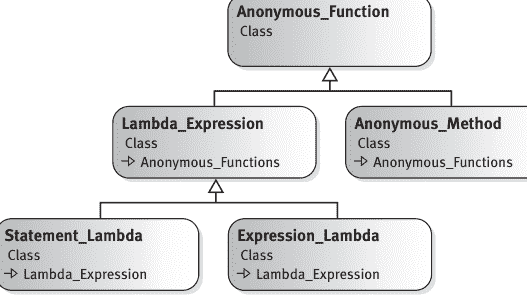 Anonymous_Function
Class
Lambda_Expression
Class
Anonymous_Functions
Anonymous_Method
Class
Anonymous_Functions
Statement_Lambda
Class
Lambda_Expression
Expression_Lambda
Class
Lambda_Expression